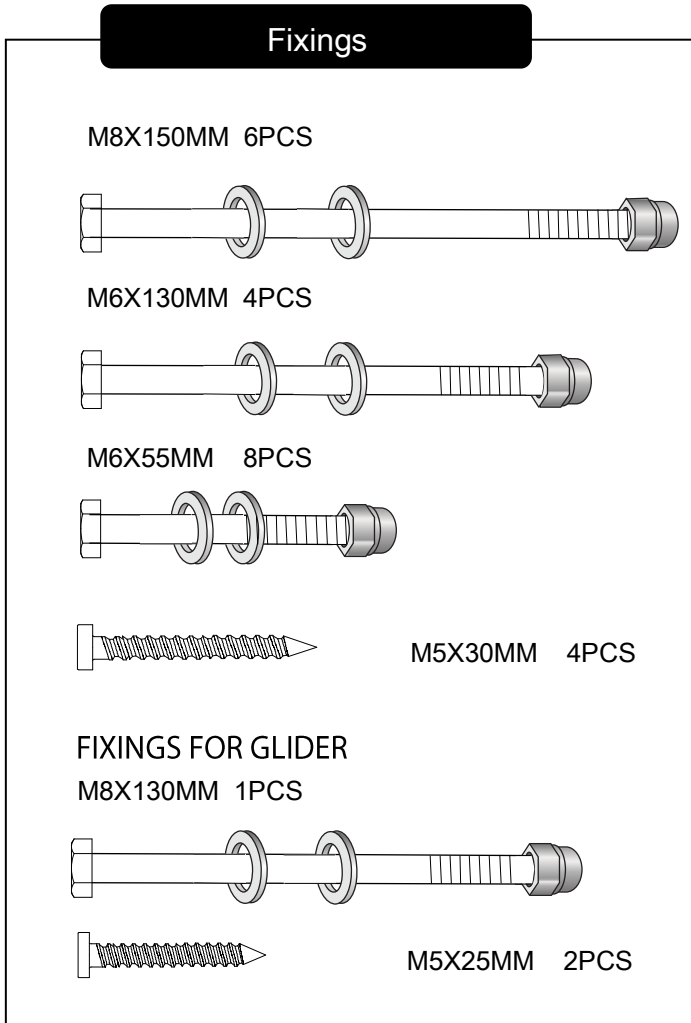 Fixings
M8X150MM 6PCS
M6X130MM 4PCS
M6X55MM 8PCS
M5X30MM 4PCS
FIXINGS FOR GLIDER
M8X130MM 1PCS
M5X25MM 2PCS